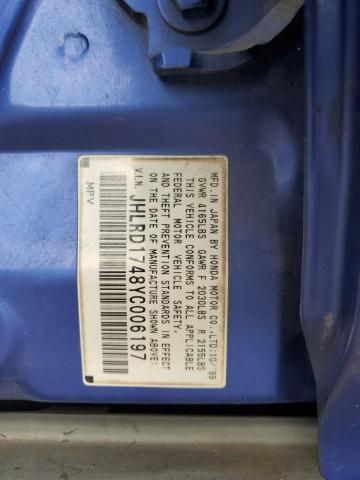 MFD. IN JAPAN BY HONDA MOTOR CO.,LTD:10/'99
GVWR 4165LBS GAWR F 2030LBS R 2155LBS
THIS VEHICLE CONFORMS TO ALL APPLICABLE
FEDERAL MOTOR VEHICLE SAFETY,
AND THEFT PREVENTION STANDARDS IN EFFECT
ON THE DATE OF MANUFACTURE SHOWN ABOVE:
V.I.N. JHLRD1748YC006197
MPV